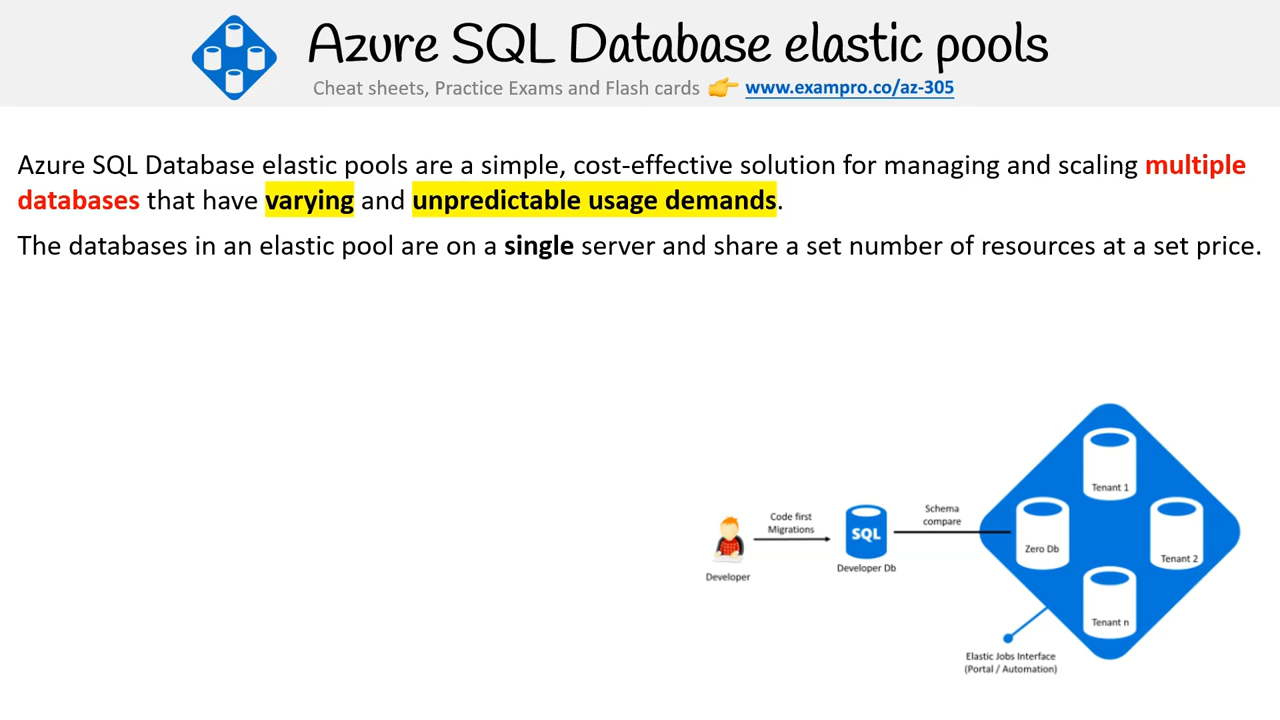 Azure SQL Database elastic pools
Cheat sheets, Practice Exams and Flash cards 👉 www.exampro.co/az-305
Azure SQL Database elastic pools are a simple, cost-effective solution for managing and scaling multiple
databases that have varying and unpredictable usage demands.
The databases in an elastic pool are on a single server and share a set number of resources at a set price.
Tenant 1
Code first
Migrations
Schema
compare
SQL
Zero Db
Tenant 2
Developer
Developer Db
Tenant n
Elastic Jobs Interface
(Portal / Automation)